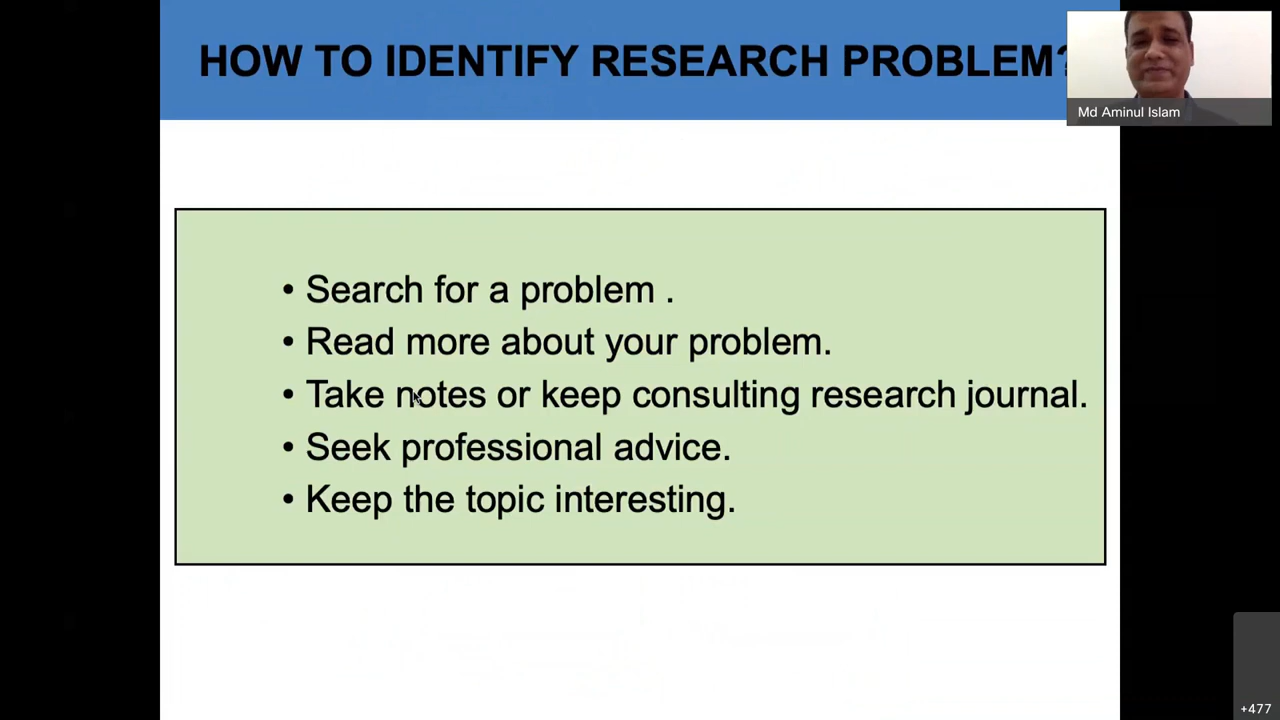 HOW TO IDENTIFY RESEARCH PROBLEM?
Md Aminul Islam
• Search for a problem .
• Read more about your problem.
• Take notes or keep consulting research journal.
• Seek professional advice.
• Keep the topic interesting.
+477